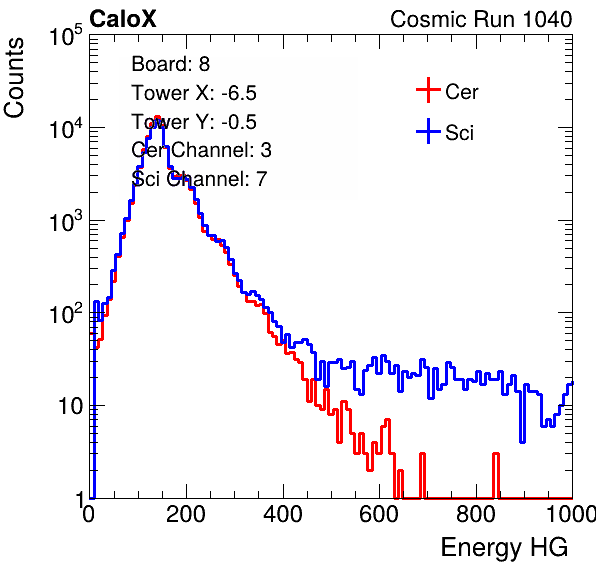 CaloX Cosmic Run 1040
Counts
10^5
10^4
10^3
10^2
10
1
Board: 8
Tower X: -6.5
Tower Y: -0.5
Cer Channel: 3
Sci Channel: 7
Cer
Sci
0 200 400 600 800 1000
Energy HG